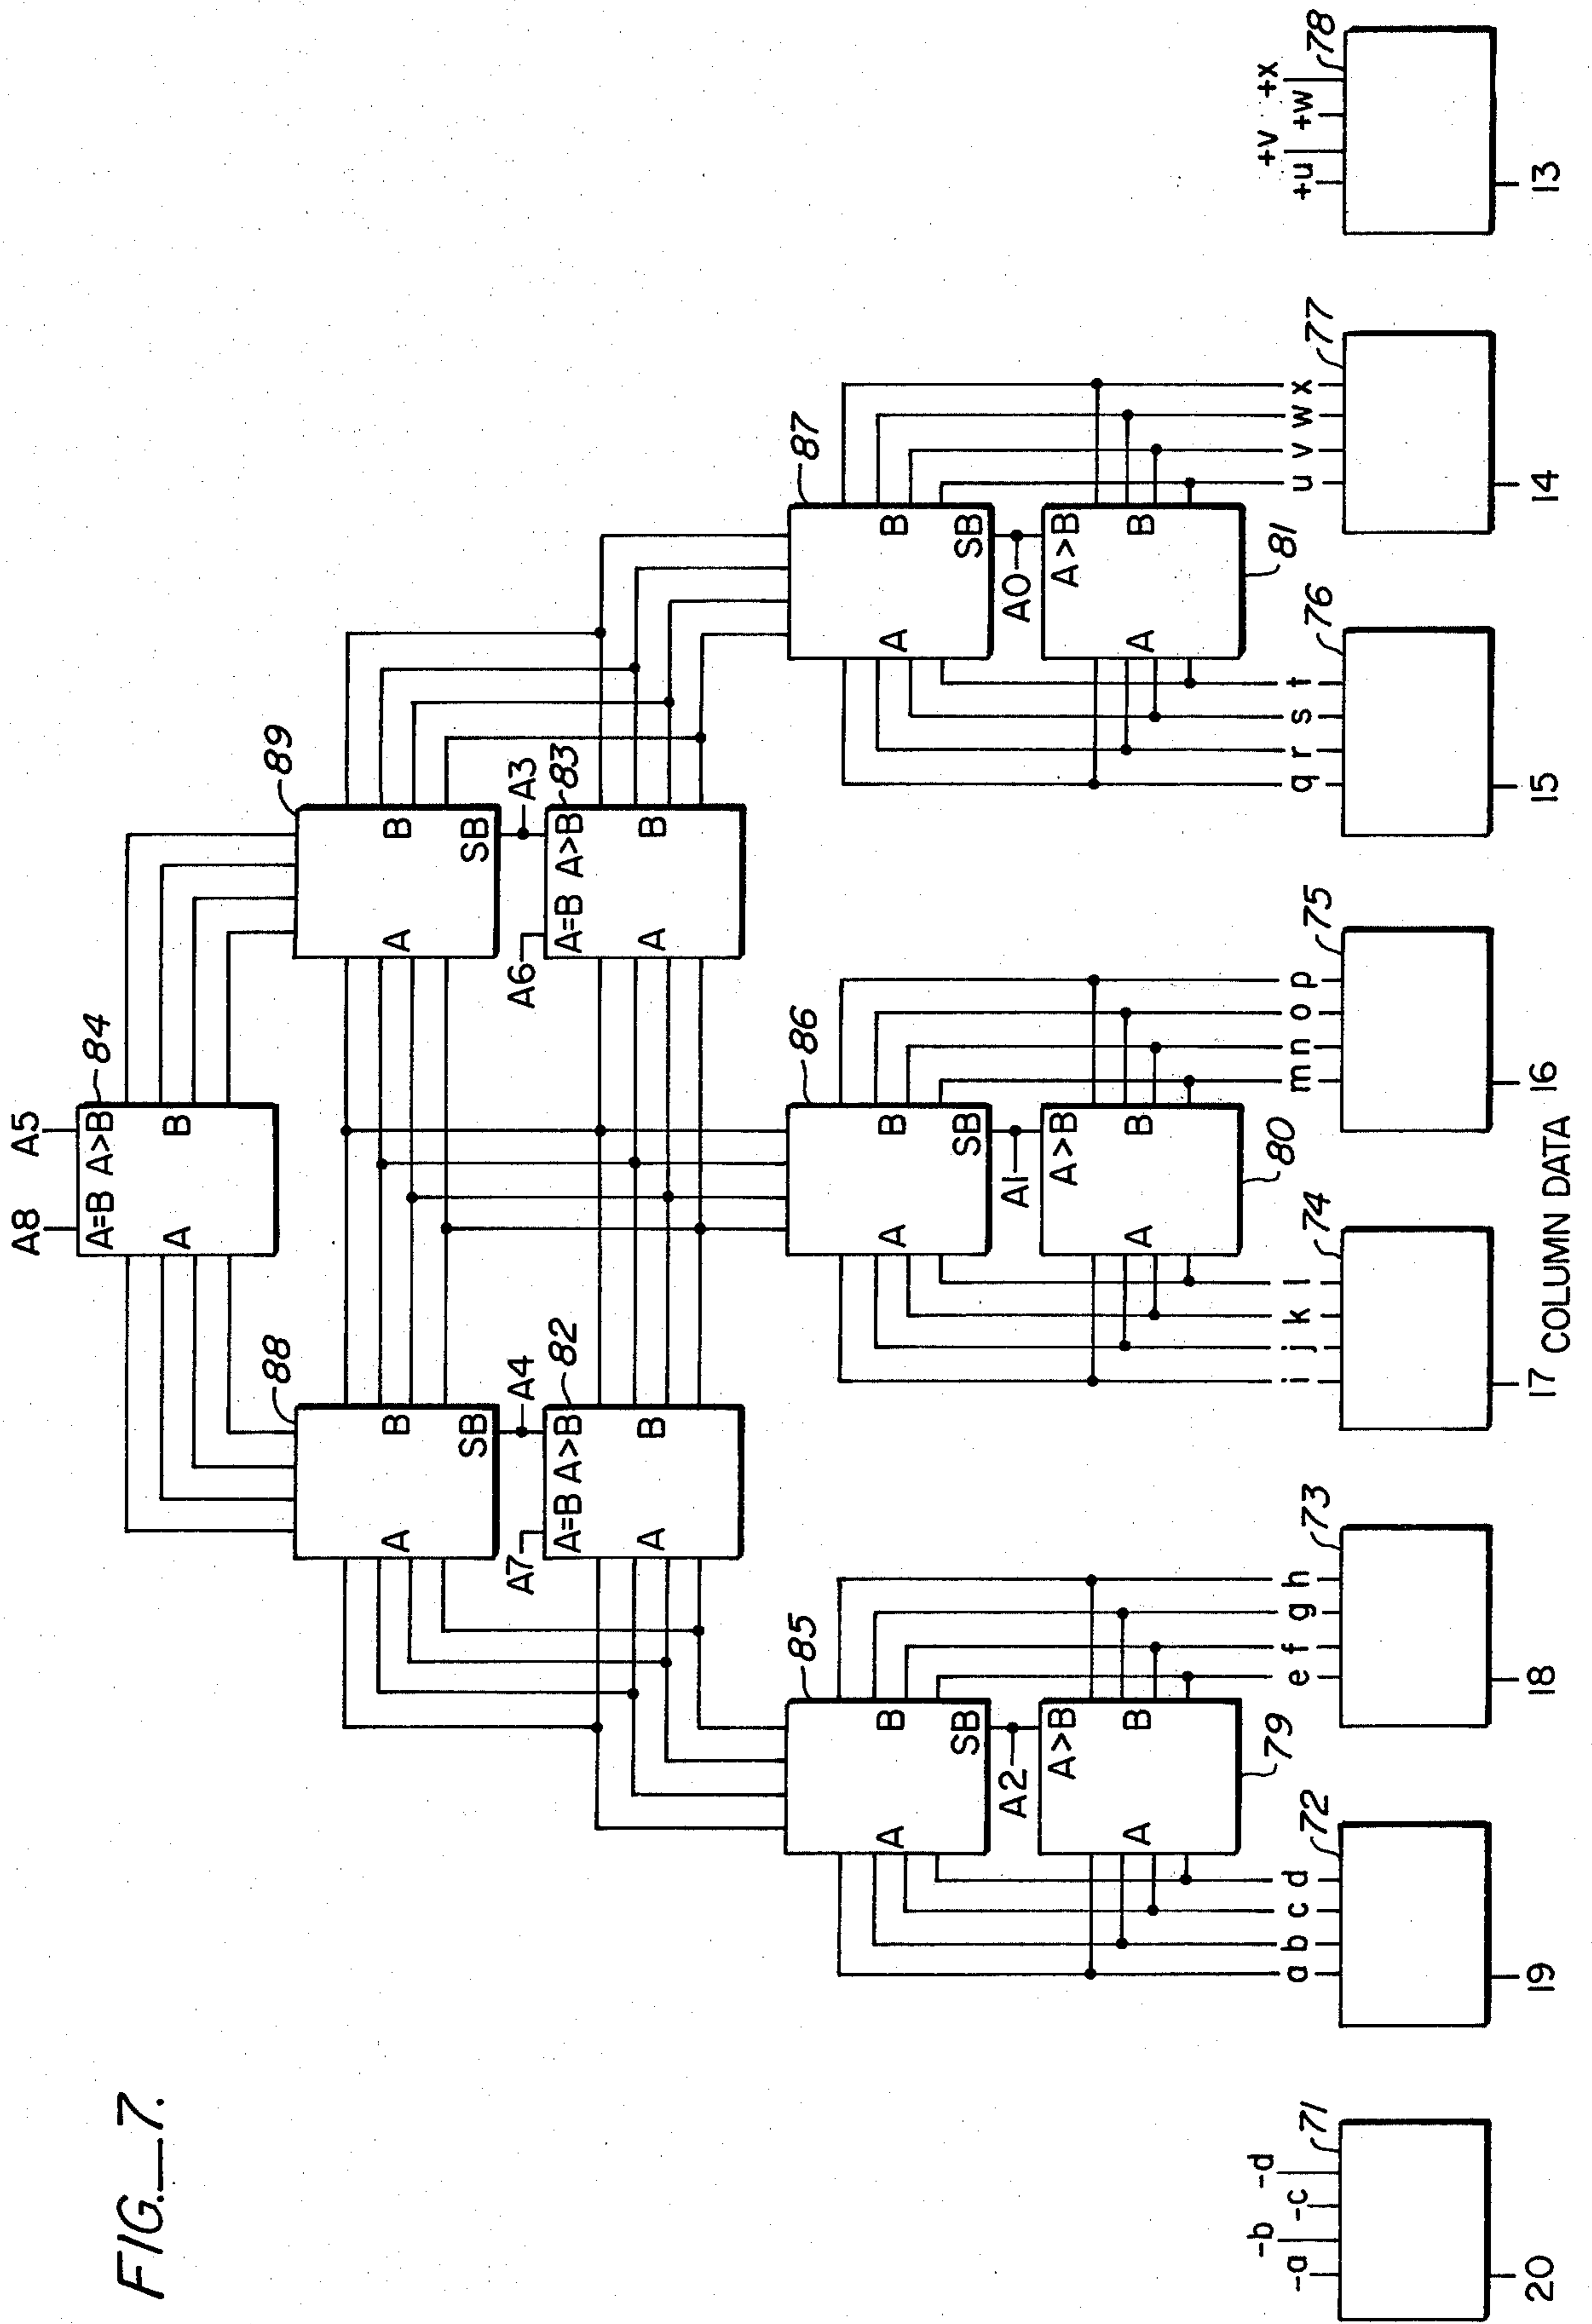 FIG.__7.
A8 A5
A=B A>B 84
A B
88 89
A B A B
SB SB
A4 A3
A7 82 A6 83
A=B A>B A=B A>B
A B A B
85 86 87
A B A B A B
SB SB SB
A2 A1 A0
A>B A>B A>B
A B A B A B
79 80 81
-a -b -c -d 71
a b c d 72
e f g h 73
i j k l 74
m n o p 75
q r s t 76
u v w x 77
+u +v +w +x 78
20 19 18 17 16 15 14 13
COLUMN DATA